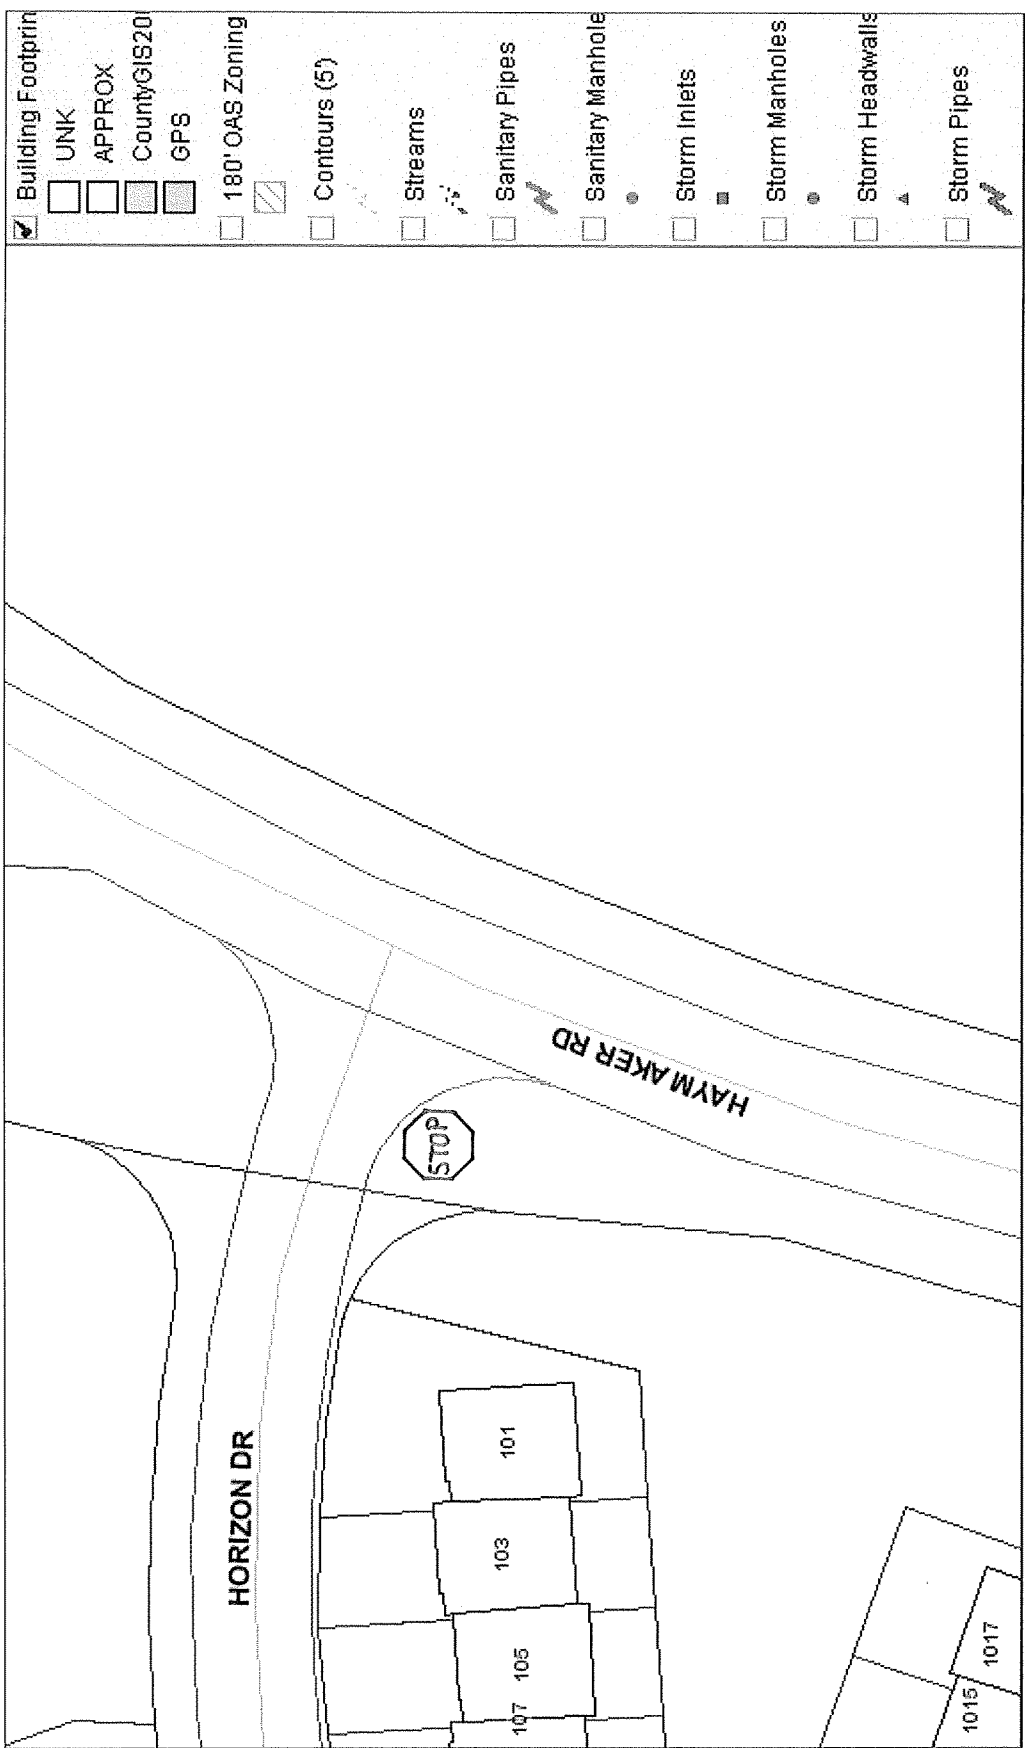 Building Footprin
UNK
APPROX
CountyGIS20
GPS
180' OAS Zoning
Contours (5')
Streams
Sanitary Pipes
Sanitary Manhole
Storm Inlets
Storm Manholes
Storm Headwalls
Storm Pipes
HORIZON DR
HAYMAKER RD
STOP
107
105
103
101
1015
1017